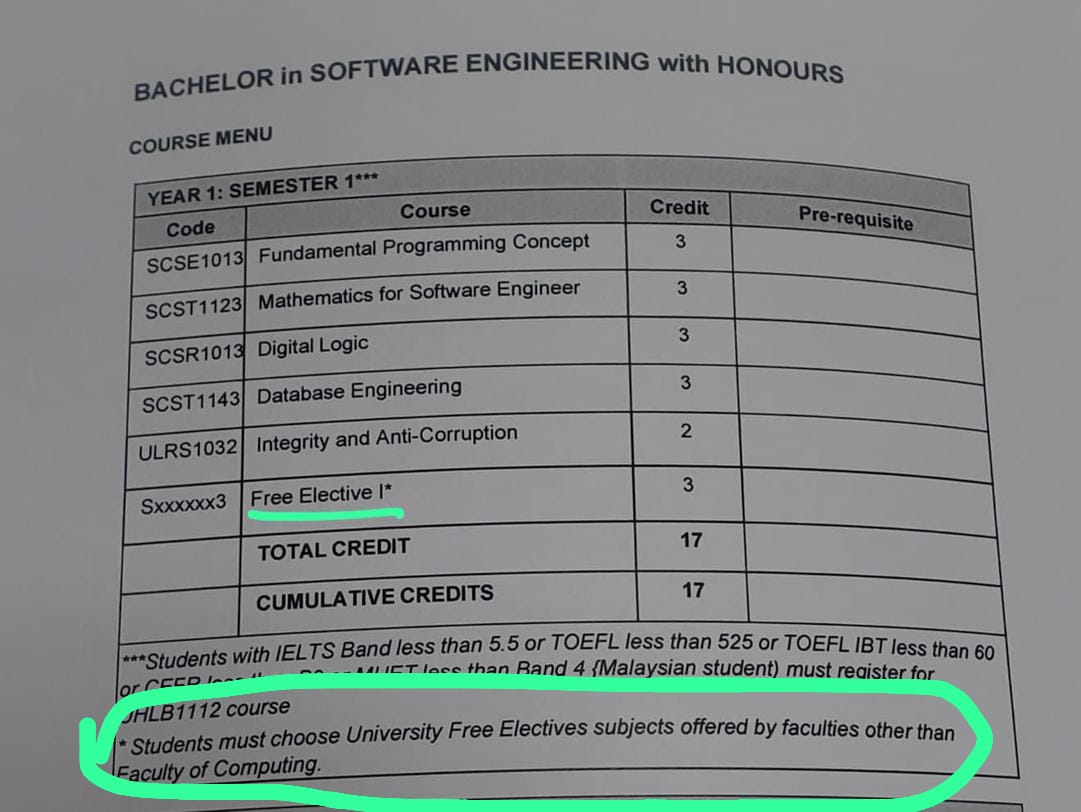 BACHELOR in SOFTWARE ENGINEERING with HONOURS
COURSE MENU
YEAR 1: SEMESTER 1***
Code Course Credit Pre-requisite
SCSE1013 Fundamental Programming Concept 3
SCST1123 Mathematics for Software Engineer 3
SCSR1013 Digital Logic 3
SCST1143 Database Engineering 3
ULRS1032 Integrity and Anti-Corruption 2
Sxxxxxx3 Free Elective I* 3
TOTAL CREDIT 17
CUMULATIVE CREDITS 17
***Students with IELTS Band less than 5.5 or TOEFL less than 525 or TOEFL IBT less than 60
or less than Band 4 {Malaysian student) must register for
UHLB1112 course
* Students must choose University Free Electives subjects offered by faculties other than
Faculty of Computing.